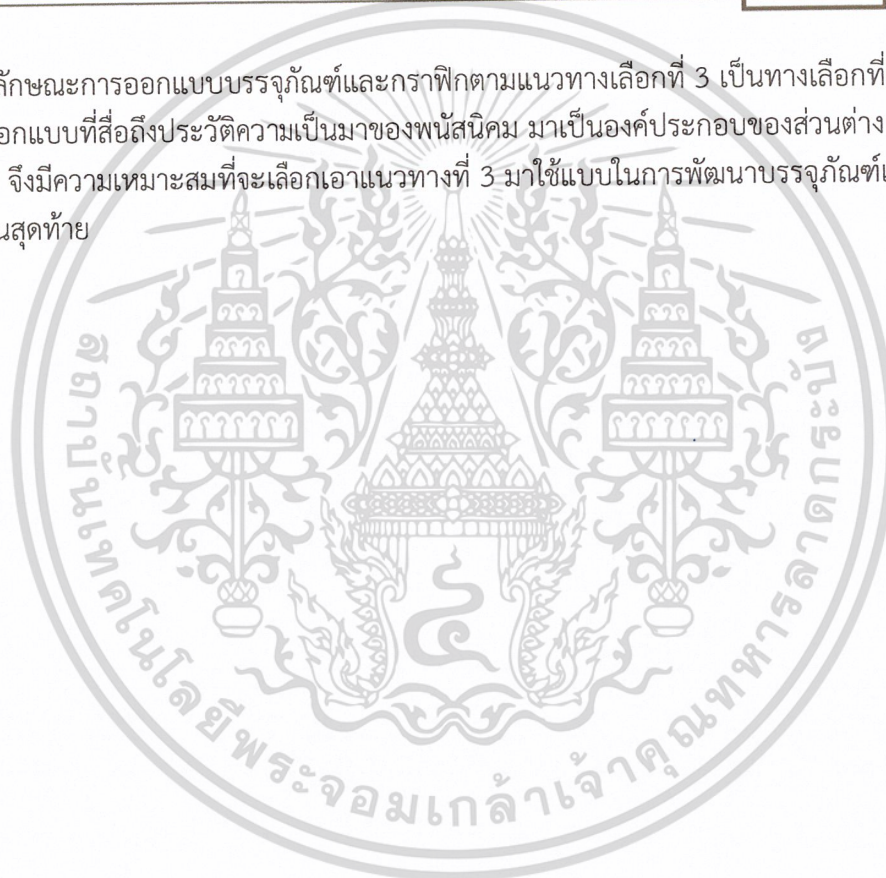 ลักษณะการออกแบบบรรจุภัณฑ์และกราฟิกตามแนวทางเลือกที่ 3 เป็นทางเลือกที่
ออกแบบที่สื่อถึงประวัติความเป็นมาของพนัสนิคม มาเป็นองค์ประกอบของส่วนต่าง
จึงมีความเหมาะสมที่จะเลือกเอาแนวทางที่ 3 มาใช้แบบในการพัฒนาบรรจุภัณฑ์
นสุดท้าย
สถาบันเทคโนโลยีพระจอมเกล้าเจ้าคุณทหารลาดกระบัง
๔